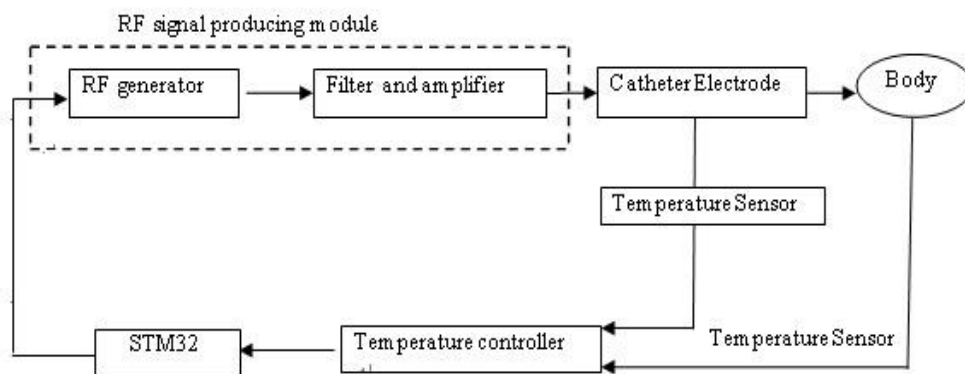 RF signal producing module
RF generator
Filter and amplifier
Catheter Electrode
Body
Temperature Sensor
STM32
Temperature controller
Temperature Sensor